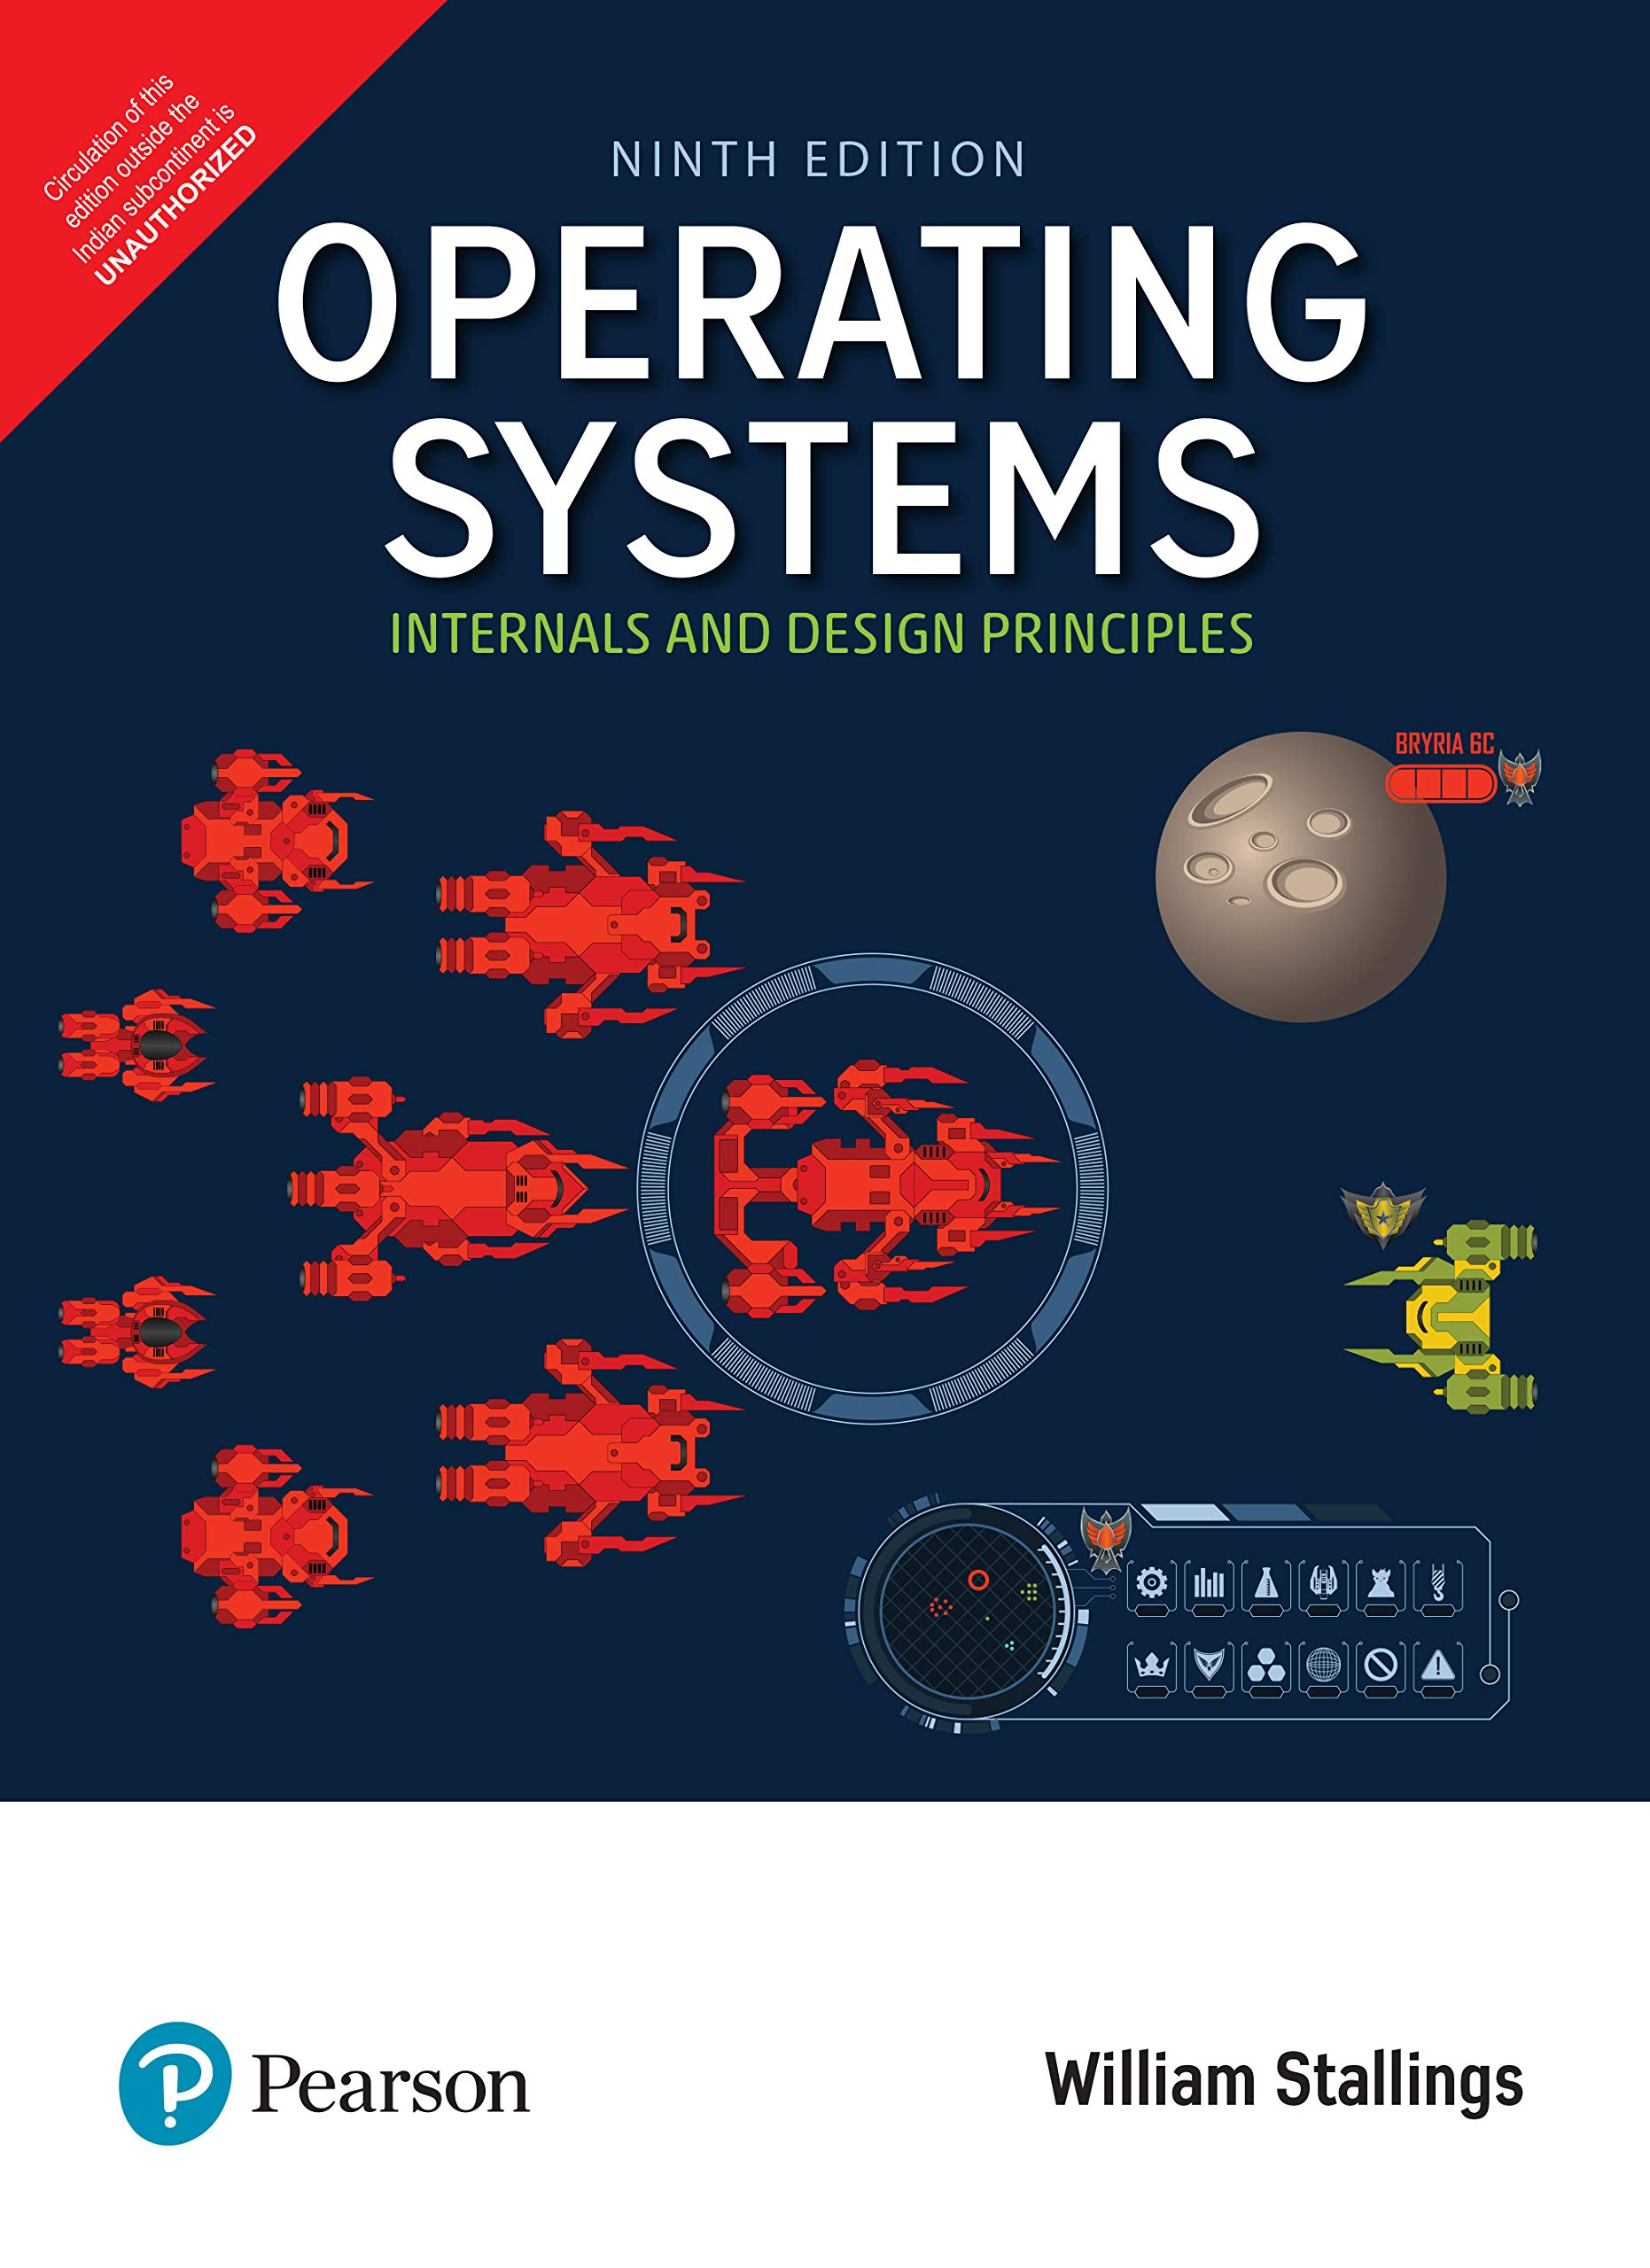 Circulation of this
edition outside the
Indian subcontinent is
UNAUTHORIZED
NINTH EDITION
OPERATING
SYSTEMS
INTERNALS AND DESIGN PRINCIPLES
BRYRIA 6C
Pearson
William Stallings